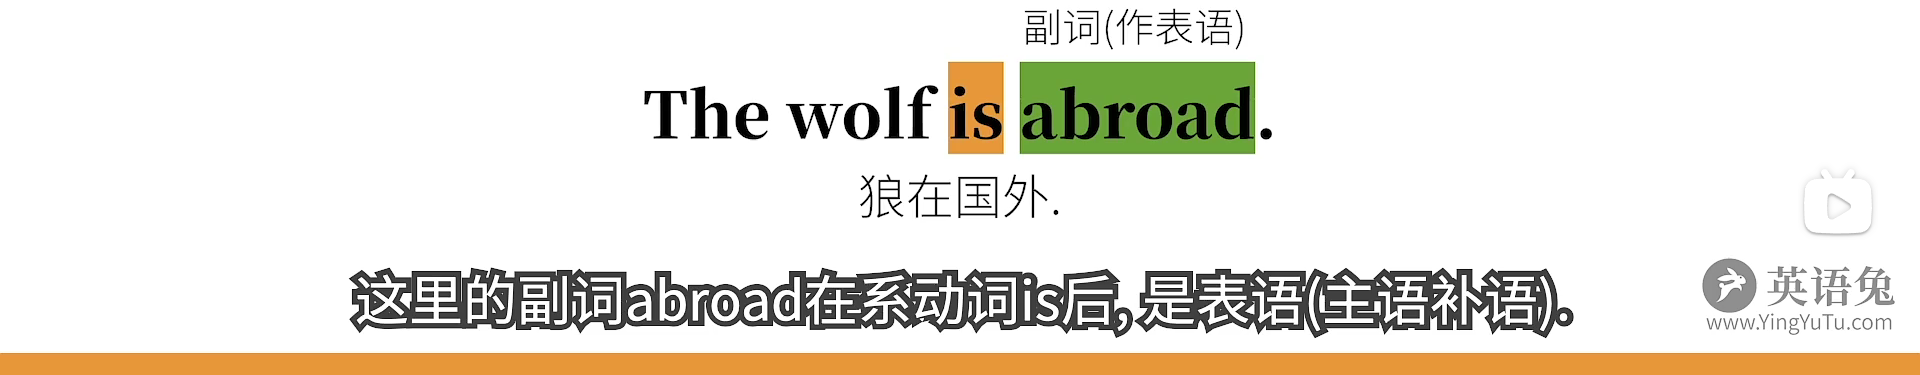 副词(作表语)
The wolf is abroad.
狼在国外.
这里的副词abroad在系动词is后, 是表语(主语补语).
英语兔
www.YingYuTu.com